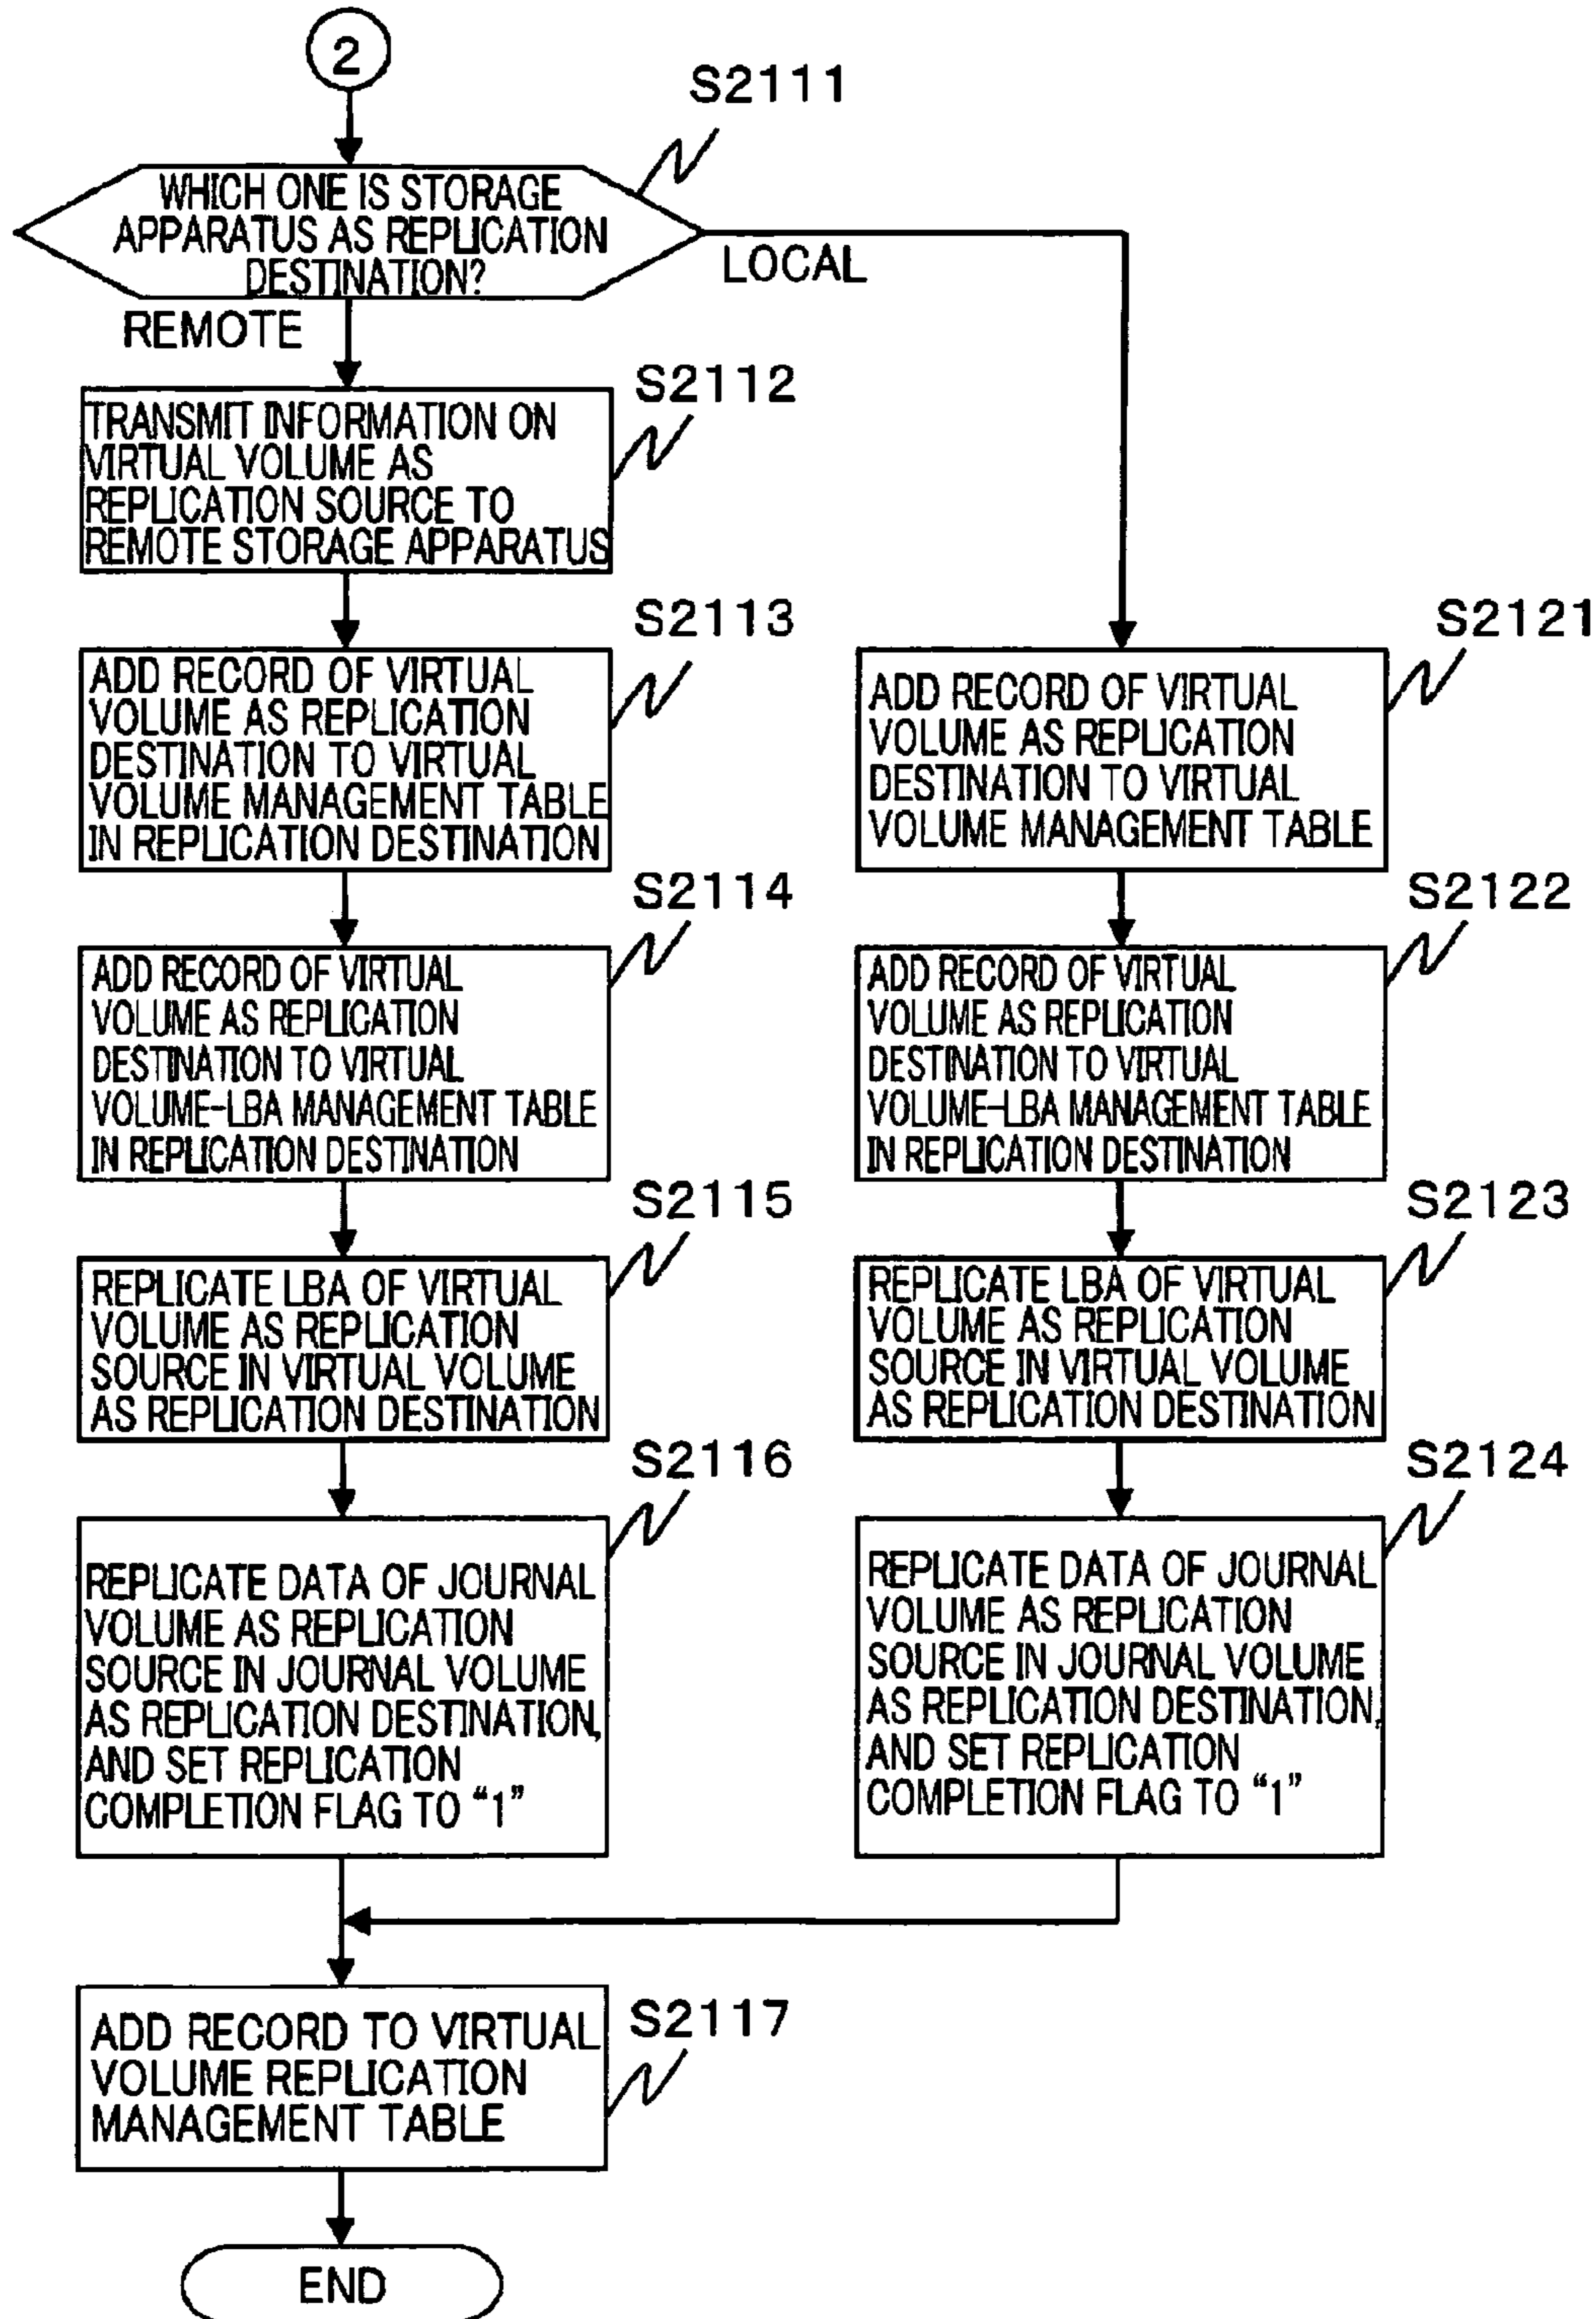 2
S2111
WHICH ONE IS STORAGE
APPARATUS AS REPLICATION
DESTINATION?
LOCAL
REMOTE
S2112
TRANSMIT INFORMATION ON
VIRTUAL VOLUME AS
REPLICATION SOURCE TO
REMOTE STORAGE APPARATUS
S2113
ADD RECORD OF VIRTUAL
VOLUME AS REPLICATION
DESTINATION TO VIRTUAL
VOLUME MANAGEMENT TABLE
IN REPLICATION DESTINATION
S2114
ADD RECORD OF VIRTUAL
VOLUME AS REPLICATION
DESTINATION TO VIRTUAL
VOLUME-LBA MANAGEMENT TABLE
IN REPLICATION DESTINATION
S2115
REPLICATE LBA OF VIRTUAL
VOLUME AS REPLICATION
SOURCE IN VIRTUAL VOLUME
AS REPLICATION DESTINATION
S2116
REPLICATE DATA OF JOURNAL
VOLUME AS REPLICATION
SOURCE IN JOURNAL VOLUME
AS REPLICATION DESTINATION,
AND SET REPLICATION
COMPLETION FLAG TO “1”
S2121
ADD RECORD OF VIRTUAL
VOLUME AS REPLICATION
DESTINATION TO VIRTUAL
VOLUME MANAGEMENT TABLE
S2122
ADD RECORD OF VIRTUAL
VOLUME AS REPLICATION
DESTINATION TO VIRTUAL
VOLUME-LBA MANAGEMENT TABLE
IN REPLICATION DESTINATION
S2123
REPLICATE LBA OF VIRTUAL
VOLUME AS REPLICATION
SOURCE IN VIRTUAL VOLUME
AS REPLICATION DESTINATION
S2124
REPLICATE DATA OF JOURNAL
VOLUME AS REPLICATION
SOURCE IN JOURNAL VOLUME
AS REPLICATION DESTINATION,
AND SET REPLICATION
COMPLETION FLAG TO “1”
S2117
ADD RECORD TO VIRTUAL
VOLUME REPLICATION
MANAGEMENT TABLE
END